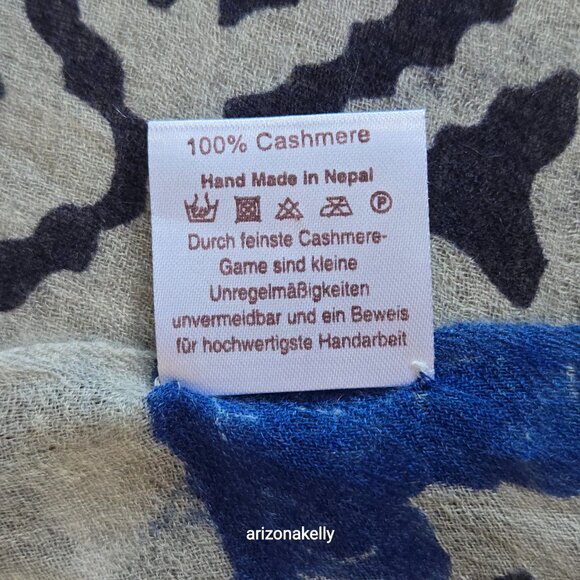 100% Cashmere
Hand Made in Nepal
P
Durch feinste Cashmere-
Game sind kleine
Unregelmäßigkeiten
unvermeidbar und ein Beweis
für hochwertigste Handarbeit
arizonakelly